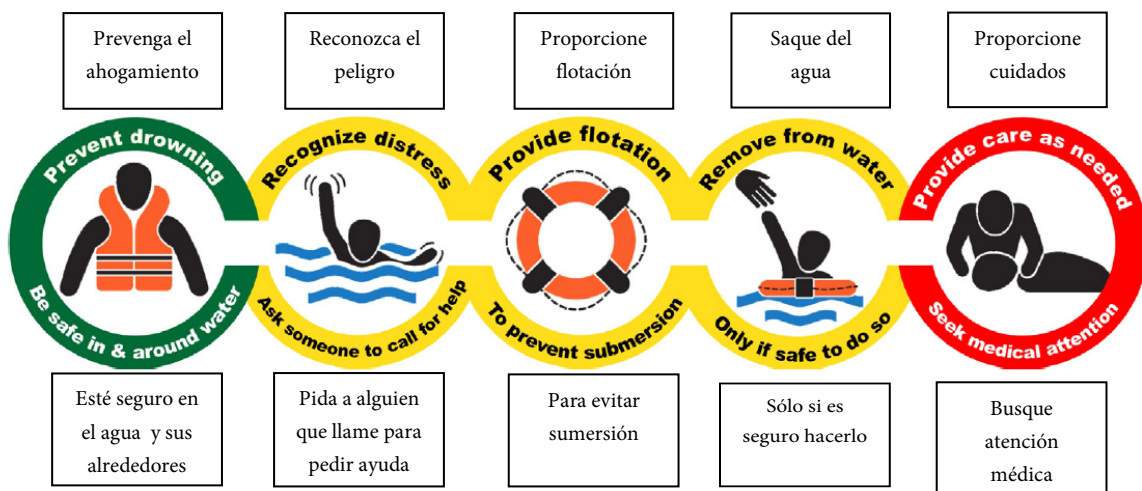 Prevenga el
ahogamiento
Reconozca el
peligro
Proporcione
flotación
Saque del
agua
Proporcione
cuidados
Prevent drowning
Be safe in & around water
Recognize distress
Ask someone to call for help
Provide flotation
To prevent submersion
Remove from water
Only if safe to do so
Provide care as needed
Seek medical attention
Esté seguro en
el agua y sus
alrededores
Pida a alguien
que llame para
pedir ayuda
Para evitar
sumersión
Sólo si es
seguro hacerlo
Busque
atención
médica